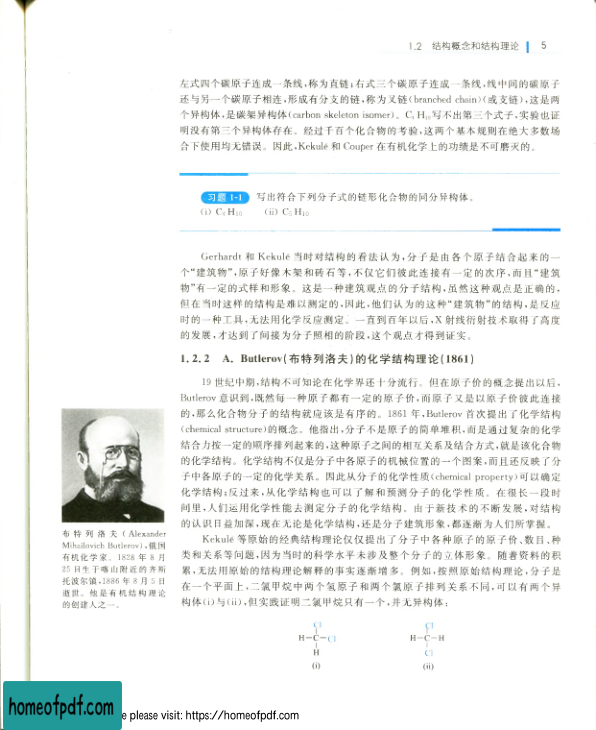 1.2 结构概念和结构理论 5
左式四个碳原子连成一条线,称为直链;右式三个碳原子连成一条线,线中间的碳原子
还与另一个碳原子相连,形成有分支的链,称为叉链(branched chain)(或支链),这是两
个异构体,是碳架异构体(carbon skeleton isomer)。C4H10写不出第三个式子,实验也证
明没有第三个异构体存在。经过千百个化合物的考验,这两个基本规则在绝大多数场
合下使用均无错误。因此,Kekulé 和 Couper 在有机化学上的功绩是不可磨灭的。
习题 1-1 写出符合下列分子式的链形化合物的同分异构体。
(i) C4H10 (ii) C5H12
Gerhardt 和 Kekulé 当时对结构的看法认为,分子是由各个原子结合起来的一
个“建筑物”,原子好像木架和砖石等,不仅它们彼此连接有一定的次序,而且“建筑
物”有一定的式样和形象。这是一种建筑观点的分子结构,虽然这种观点是正确的,
但在当时这样的结构是难以测定的,因此,他们认为的这种“建筑物”的结构,是反应
时的一种工具,无法用化学反应测定。一直到百年以后,X 射线衍射技术取得了高度
的发展,才达到了间接为分子照相的阶段,这个观点才得到证实。
1.2.2 A. Butlerov(布特列洛夫)的化学结构理论(1861)
19 世纪中期,结构不可知论在化学界还十分流行。但在原子价的概念提出以后,
Butlerov 意识到,既然每一种原子都有一定的原子价,而原子又是以原子价彼此连接
的,那么化合物分子的结构就应该是有序的。1861 年,Butlerov 首次提出了化学结构
(chemical structure)的概念。他指出,分子不是原子的简单堆积,而是通过复杂的化学
结合力按一定的顺序排列起来的,这种原子之间的相互关系及结合方式,就是该化合物
的化学结构。化学结构不仅是分子中各原子的机械位置的一个图案,而且还反映了分
子中各原子的一定的化学关系。因此从分子的化学性质(chemical property)可以确定
化学结构;反过来,从化学结构也可以了解和预测分子的化学性质。在很长一段时
间里,人们运用化学性能去测定分子的化学结构。由于新技术的不断发展,对结构
的认识日益加深,现在无论是化学结构,还是分子建筑形象,都逐渐为人们所掌握。
Kekulé 等原始的经典结构理论仅仅提出了分子中各种原子的原子价、数目、种
类和关系等问题,因为当时的科学水平未涉及整个分子的立体形象。随着资料的积
累,无法用原始的结构理论解释的事实逐渐增多。例如,按照原始结构理论,分子是
在一个平面上,二氯甲烷中两个氢原子和两个氯原子排列关系不同,可以有两个异
构体(i)与(ii),但实践证明二氯甲烷只有一个,并无异构体:
布特列洛夫(Alexander
Mihailovich Butlerov),俄国
有机化学家。1828 年 8 月
25 日生于喀山附近的齐斯
托波尔镇,1886 年 8 月 5 日
逝世。他是有机结构理论
的创建人之一。
Cl
H-C-Cl
H
(i)
Cl
H-C-H
Cl
(ii)
homeofpdf.com
e please visit: https://homeofpdf.com